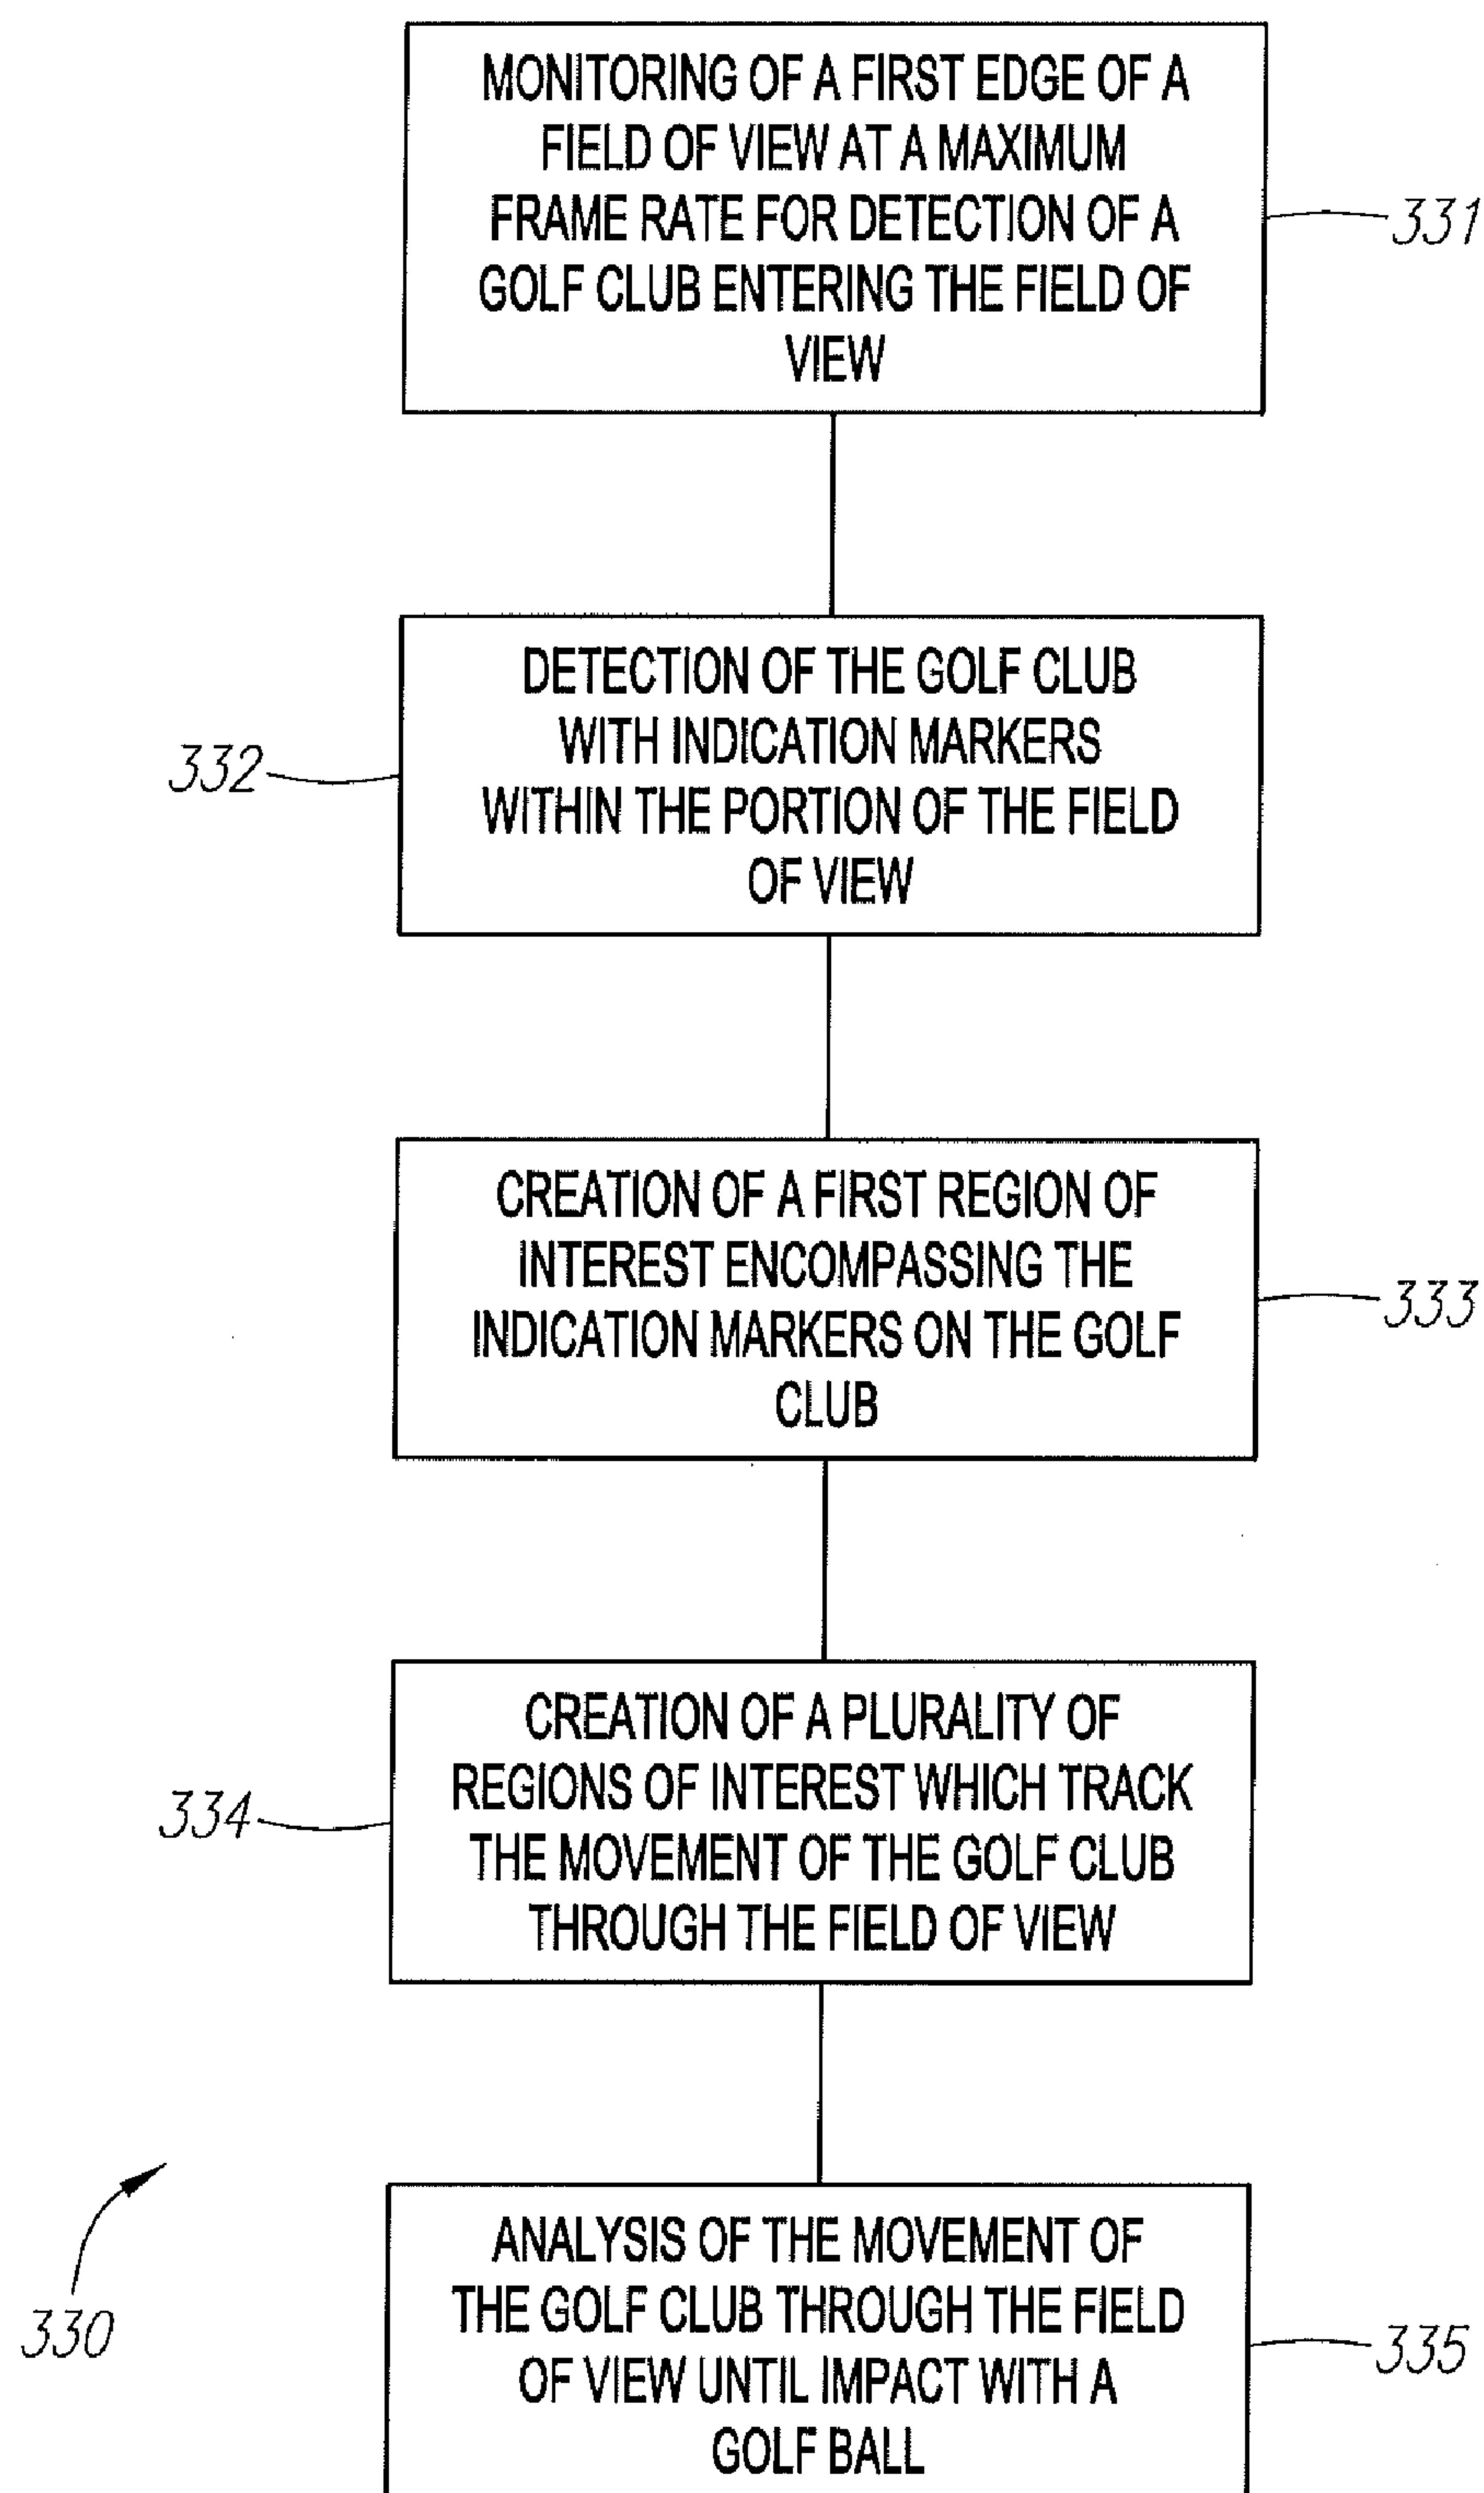 MONITORING OF A FIRST EDGE OF A
FIELD OF VIEW AT A MAXIMUM
FRAME RATE FOR DETECTION OF A
GOLF CLUB ENTERING THE FIELD OF
VIEW
331
DETECTION OF THE GOLF CLUB
WITH INDICATION MARKERS
WITHIN THE PORTION OF THE FIELD
OF VIEW
332
CREATION OF A FIRST REGION OF
INTEREST ENCOMPASSING THE
INDICATION MARKERS ON THE GOLF
CLUB
333
CREATION OF A PLURALITY OF
REGIONS OF INTEREST WHICH TRACK
THE MOVEMENT OF THE GOLF CLUB
THROUGH THE FIELD OF VIEW
334
ANALYSIS OF THE MOVEMENT OF
THE GOLF CLUB THROUGH THE FIELD
OF VIEW UNTIL IMPACT WITH A
GOLF BALL
335
330